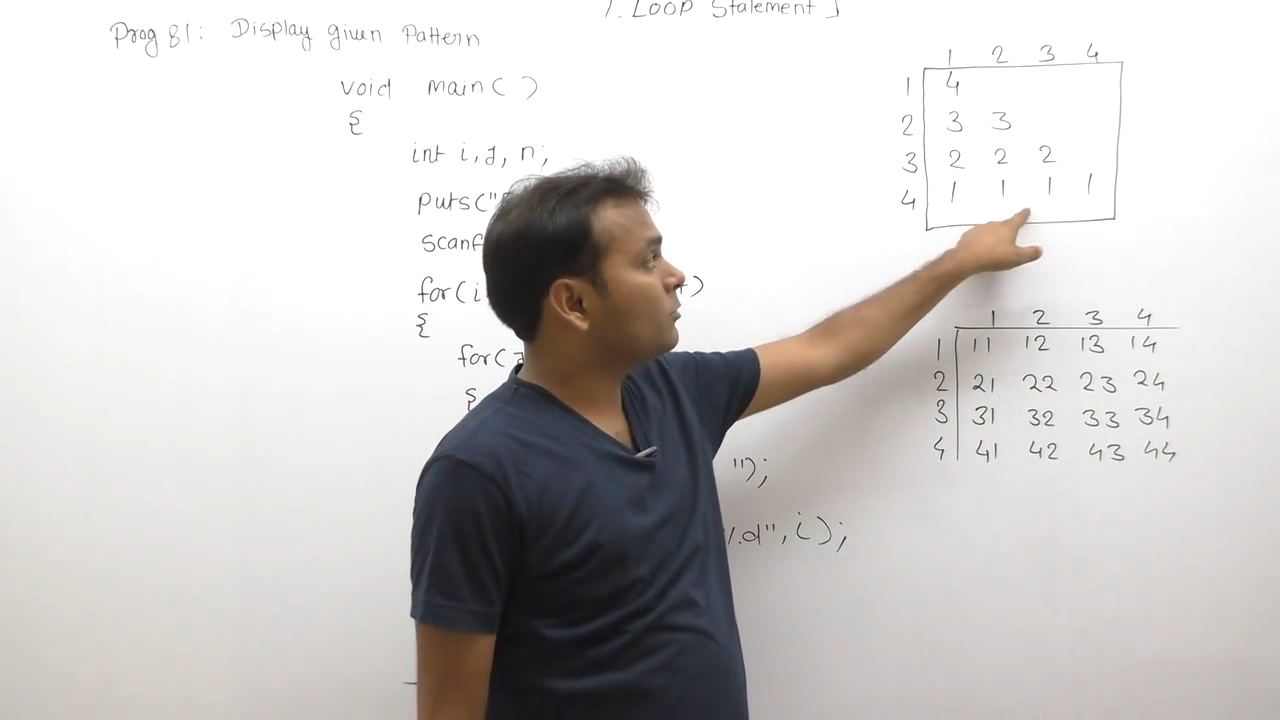 7. Loop Statement ]
Prog 81: Display given Pattern
void main( )
{
int i, j, n;
puts("
scanf
for(i +)
{
for(j
{
");
%d", i);
1 2 3 4
1 4
2 3 3
3 2 2 2
4 1 1 1 1
1 2 3 4
1 11 12 13 14
2 21 22 23 24
3 31 32 33 34
4 41 42 43 44